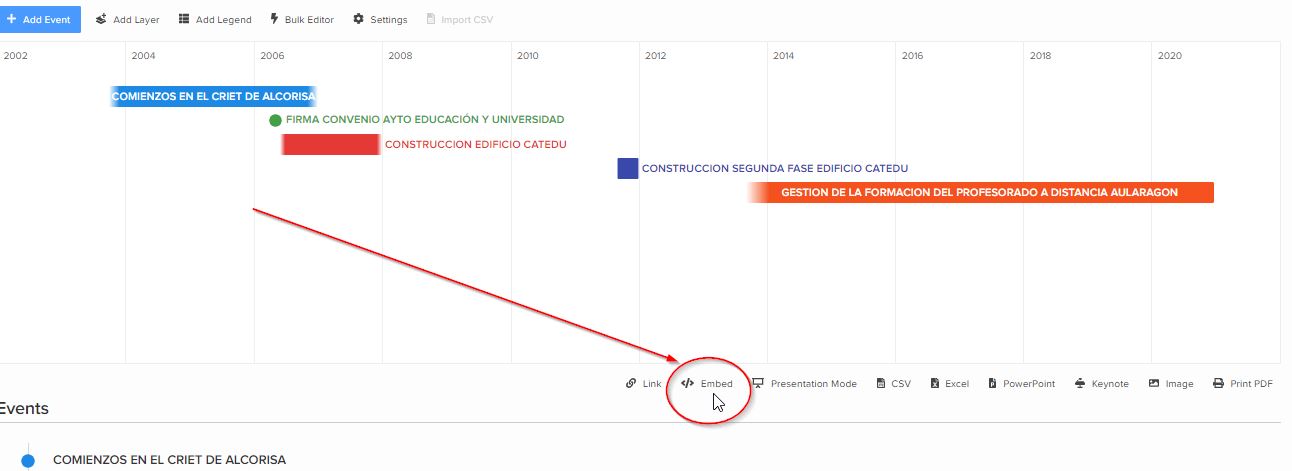 Add Event Add Layer Add Legend Bulk Editor Settings Import CSV
2002 2004 2006 2008 2010 2012 2014 2016 2018 2020
COMIENZOS EN EL CRIET DE ALCORISA
FIRMA CONVENIO AYTO EDUCACIÓN Y UNIVERSIDAD
CONSTRUCCION EDIFICIO CATEDU
CONSTRUCCION SEGUNDA FASE EDIFICIO CATEDU
GESTION DE LA FORMACION DEL PROFESORADO A DISTANCIA AULARAGON
Link Embed Presentation Mode CSV Excel PowerPoint Keynote Image Print PDF
Events
COMIENZOS EN EL CRIET DE ALCORISA